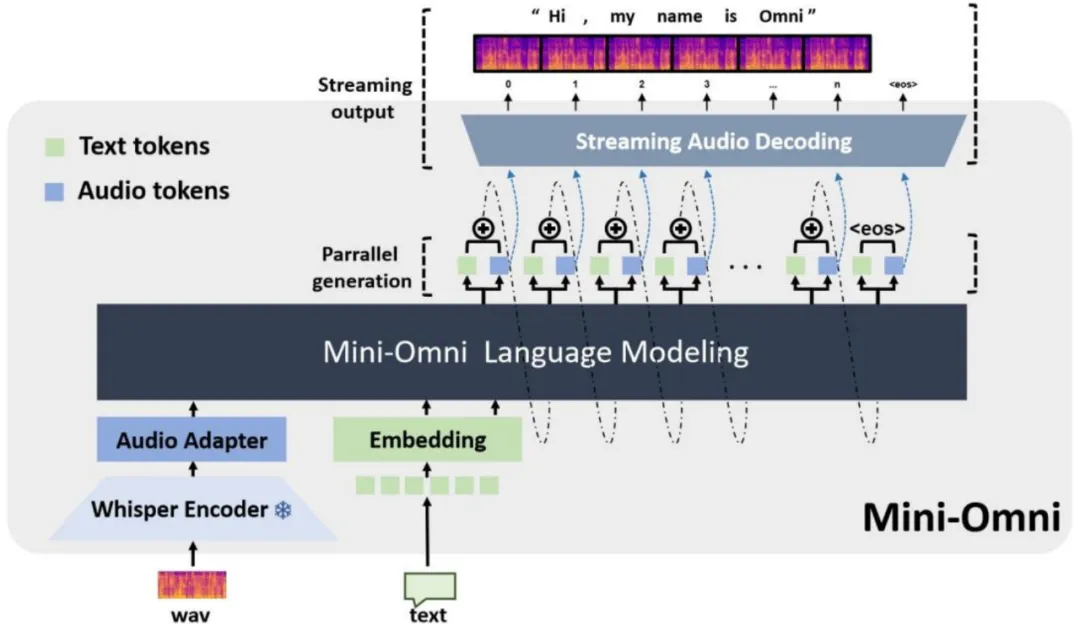 “ Hi , my name is Omni ”
Streaming
output
0 1 2 3 ... n <eos>
Streaming Audio Decoding
Text tokens
Audio tokens
<eos>
Parrallel
generation
...
Mini-Omni Language Modeling
Audio Adapter
Embedding
Whisper Encoder
Mini-Omni
wav
text